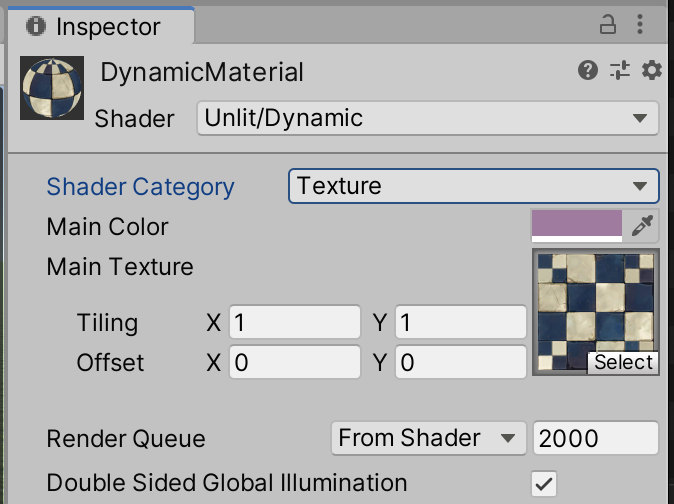 Inspector
DynamicMaterial
Shader Unlit/Dynamic
Shader Category Texture
Main Color
Main Texture
Tiling X 1 Y 1
Offset X 0 Y 0
Select
Render Queue From Shader 2000
Double Sided Global Illumination